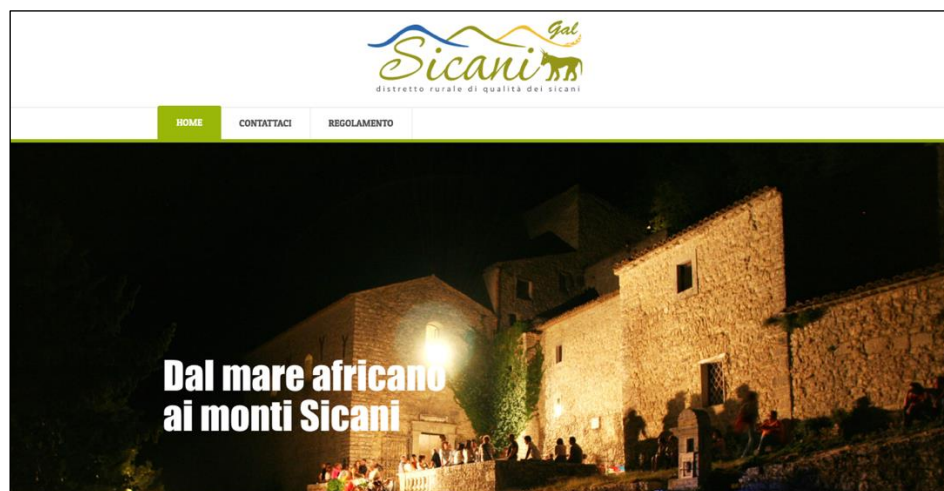 Gal
Sicani
distretto rurale di qualità dei sicani
HOME CONTATTACI REGOLAMENTO
Dal mare africano
ai monti Sicani